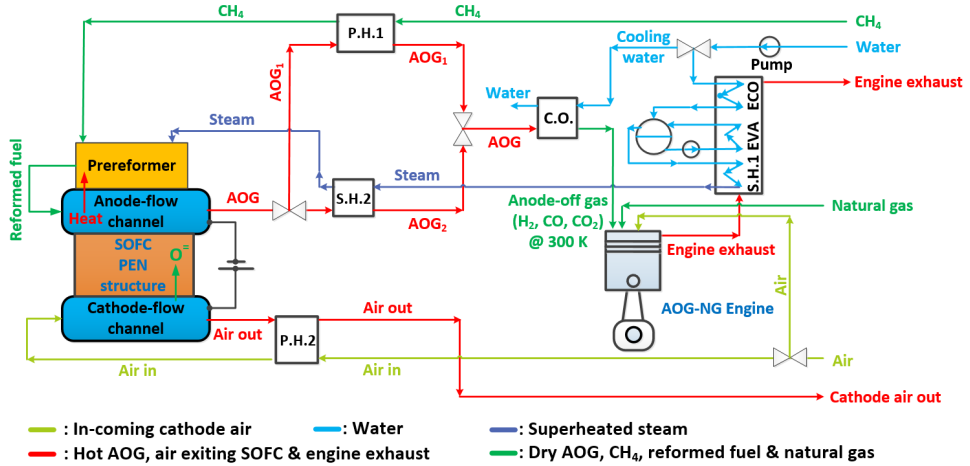 CH4
P.H.1
CH4
AOG1
AOG1
Cooling
water
Pump
Water
Engine exhaust
Water
C.O.
AOG
ECO
EVA
S.H.1
Steam
Prereformer
Reformed fuel
Heat
Anode-flow
channel
AOG
S.H.2
Steam
AOG2
Anode-off gas
(H2, CO, CO2)
@ 300 K
Natural gas
Engine exhaust
SOFC
PEN
structure
O=
Air
AOG-NG Engine
Cathode-flow
channel
Air out
P.H.2
Air out
Air in
Air in
Air
Cathode air out
: In-coming cathode air
: Water
: Superheated steam
: Hot AOG, air exiting SOFC & engine exhaust
: Dry AOG, CH4, reformed fuel & natural gas